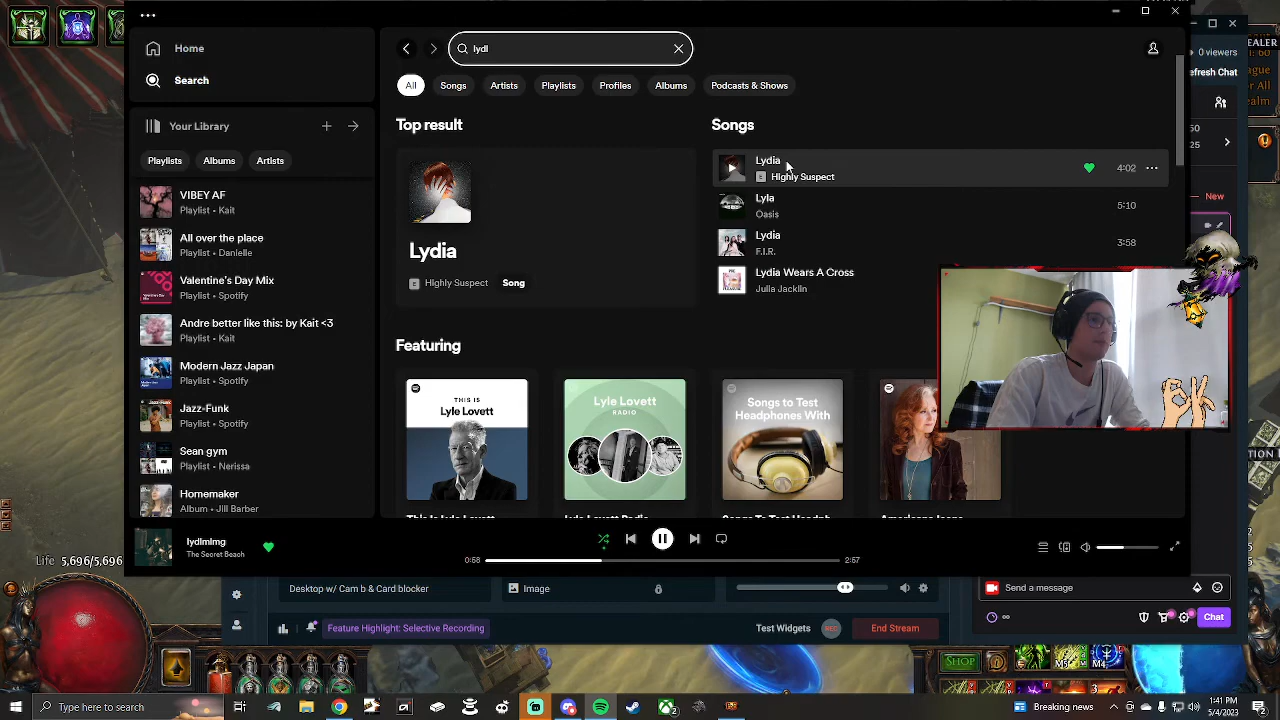 Home
lydl
0 viewers
EALER
Search
efresh Chat
All
Songs
Artists
Playlists
Profiles
Albums
Podcasts & Shows
Your Library
Top result
Songs
Playlists
Albums
Artists
Lydia
E Highly Suspect
4:02
Lyla
Oasis
5:10
Lydia
F.I.R.
3:58
Lydia Wears A Cross
Julia Jacklin
New
VIBEY AF
Playlist • Kait
All over the place
Playlist • Danielle
Valentine's Day Mix
Playlist • Spotify
Andre better like this: by Kait <3
Playlist • Spotify
Modern Jazz Japan
Playlist • Spotify
Jazz-Funk
Playlist • Spotify
Sean gym
Playlist • Nerissa
Homemaker
Album • Jill Barber
Lydia
E Highly Suspect
Song
Featuring
THIS IS
Lyle Lovett
Lyle Lovett
RADIO
Songs to Test
Headphones With
lydlmlmg
The Secret Beach
0:58
2:57
Life 5,696/5,696
Desktop w/ Cam & Card blocker
Image
Send a message
Feature Highlight: Selective Recording
Test Widgets
REC
End Stream
Chat
SHOP
Type here to search
Breaking news
1:41 PM
5/4/2023